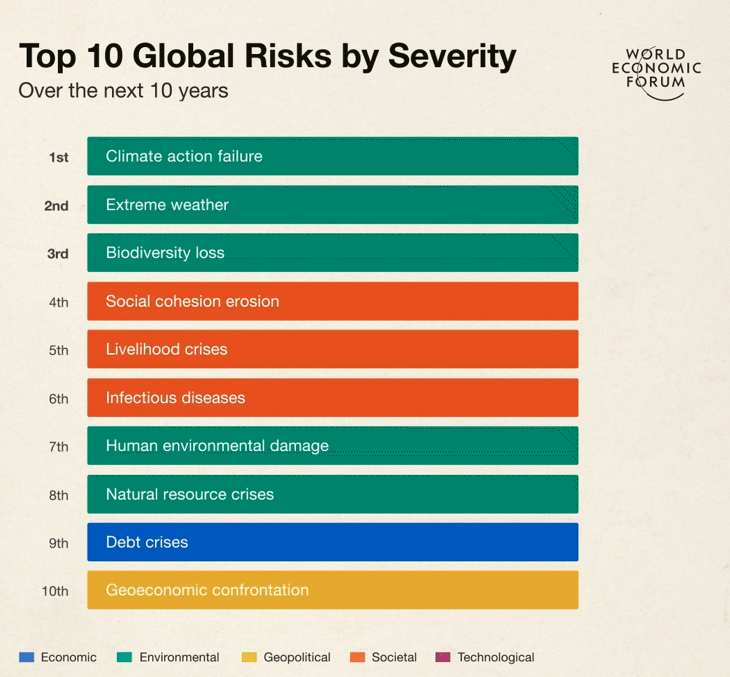 Top 10 Global Risks by Severity
Over the next 10 years
WORLD
ECONOMIC
FORUM
1st Climate action failure
2nd Extreme weather
3rd Biodiversity loss
4th Social cohesion erosion
5th Livelihood crises
6th Infectious diseases
7th Human environmental damage
8th Natural resource crises
9th Debt crises
10th Geoeconomic confrontation
Economic Environmental Geopolitical Societal Technological